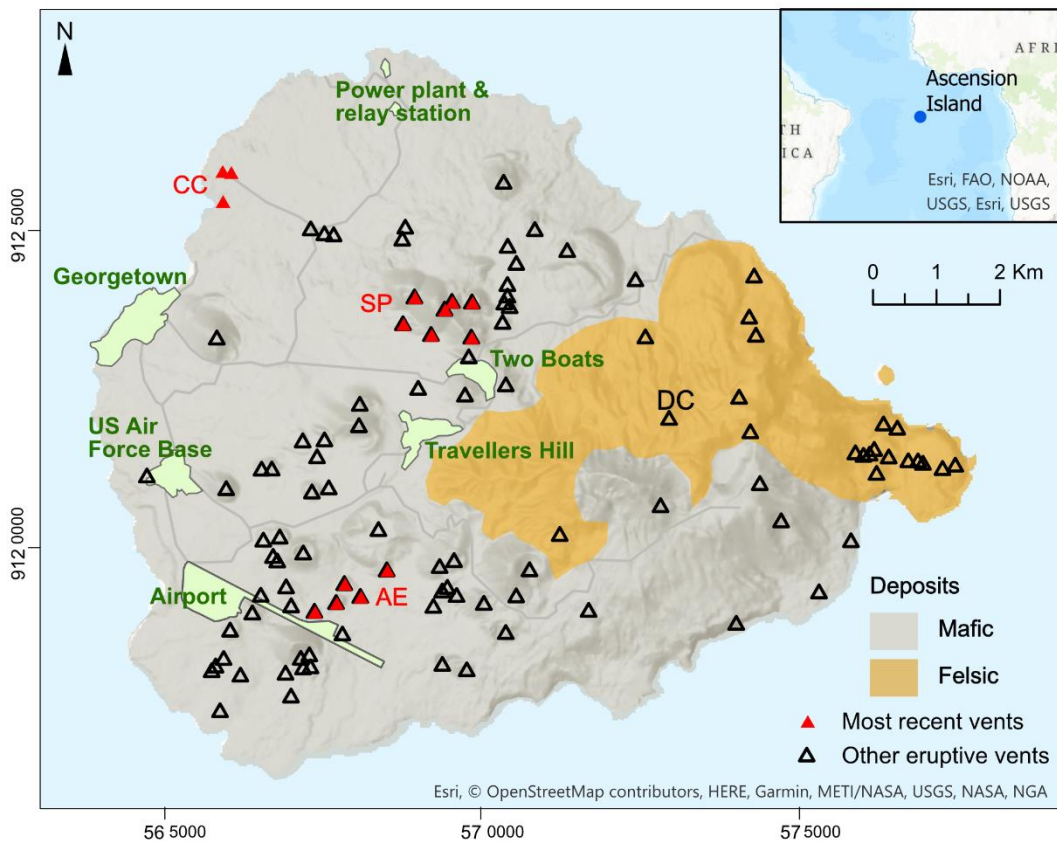 N
Power plant &
relay station
CC
Georgetown
SP
Two Boats
DC
US Air
Force Base
Travellers Hill
Airport
AE
AFRI
Ascension
Island
TH
ICA
Esri, FAO, NOAA,
USGS, Esri, USGS
0 1 2 Km
Deposits
Mafic
Felsic
Most recent vents
Other eruptive vents
Esri, © OpenStreetMap contributors, HERE, Garmin, METI/NASA, USGS, NASA, NGA
912 5000
912 0000
56 5000
57 0000
57 5000